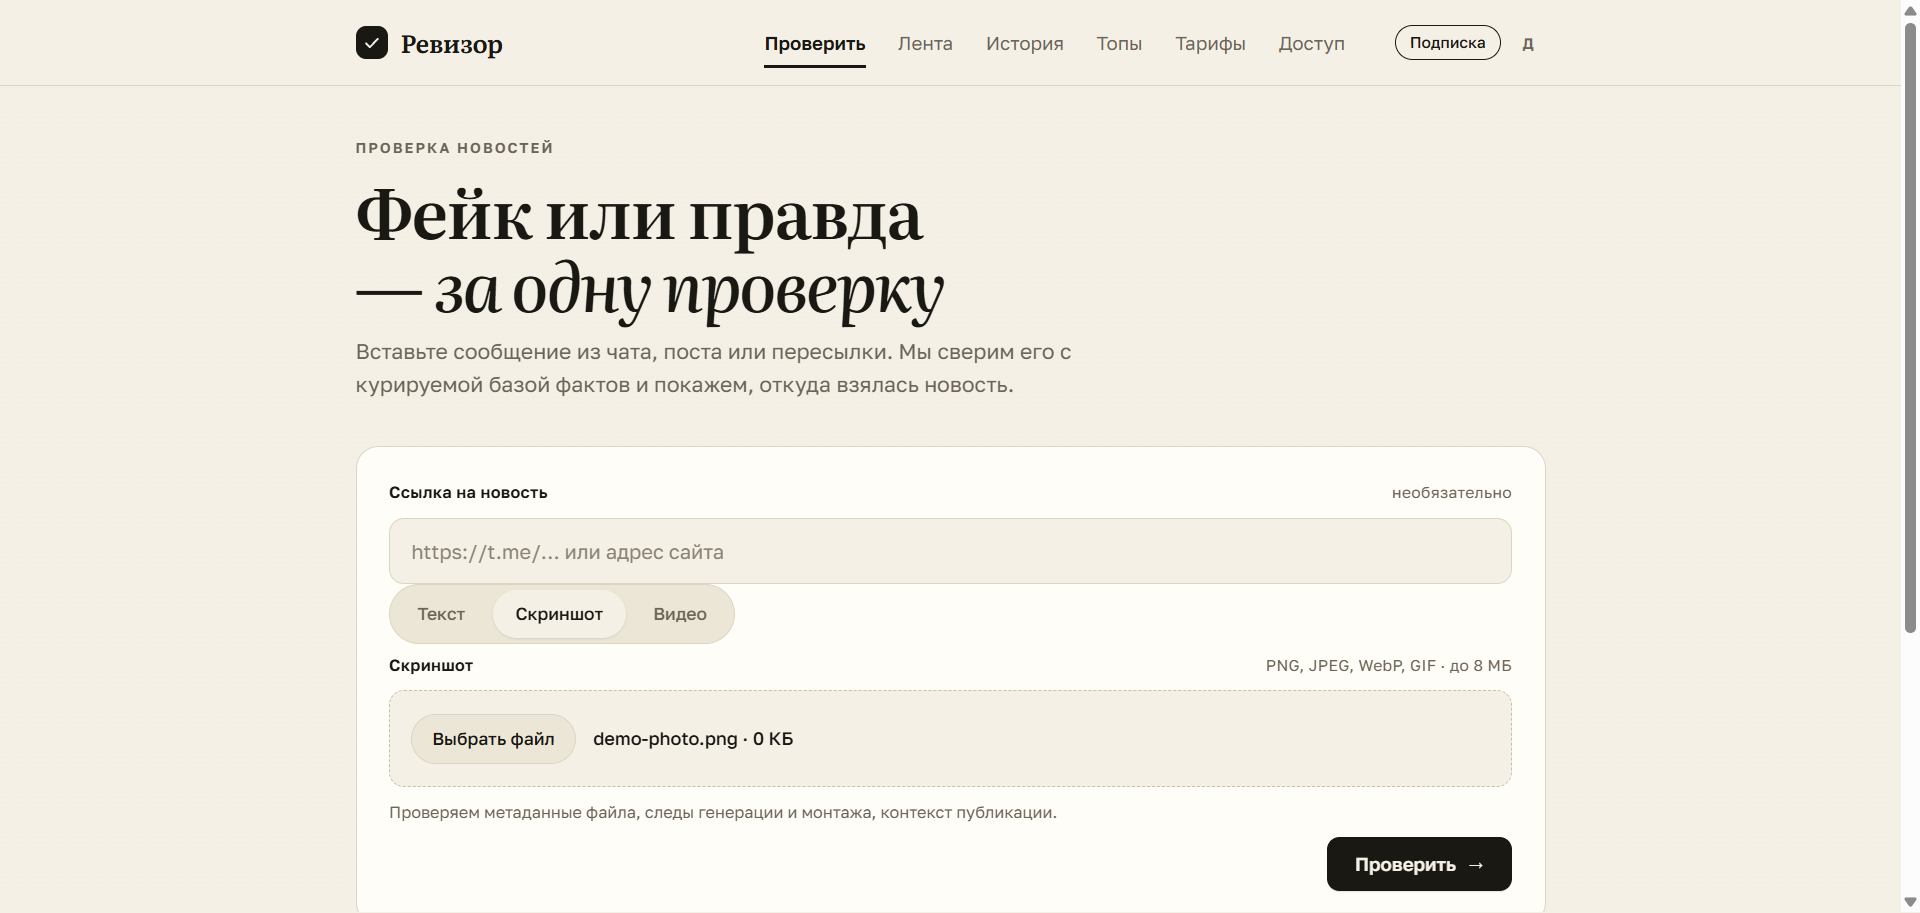 Ревизор
Проверить
Лента
История
Топы
Тарифы
Доступ
Подписка
Д
ПРОВЕРКА НОВОСТЕЙ
Фейк или правда
— за одну проверку
Вставьте сообщение из чата, поста или пересылки. Мы сверим его с
курируемой базой фактов и покажем, откуда взялась новость.
Ссылка на новость
необязательно
https://t.me/... или адрес сайта
Текст
Скриншот
Видео
Скриншот
PNG, JPEG, WebP, GIF · до 8 МБ
Выбрать файл
demo-photo.png · 0 КБ
Проверяем метаданные файла, следы генерации и монтажа, контекст публикации.
Проверить →